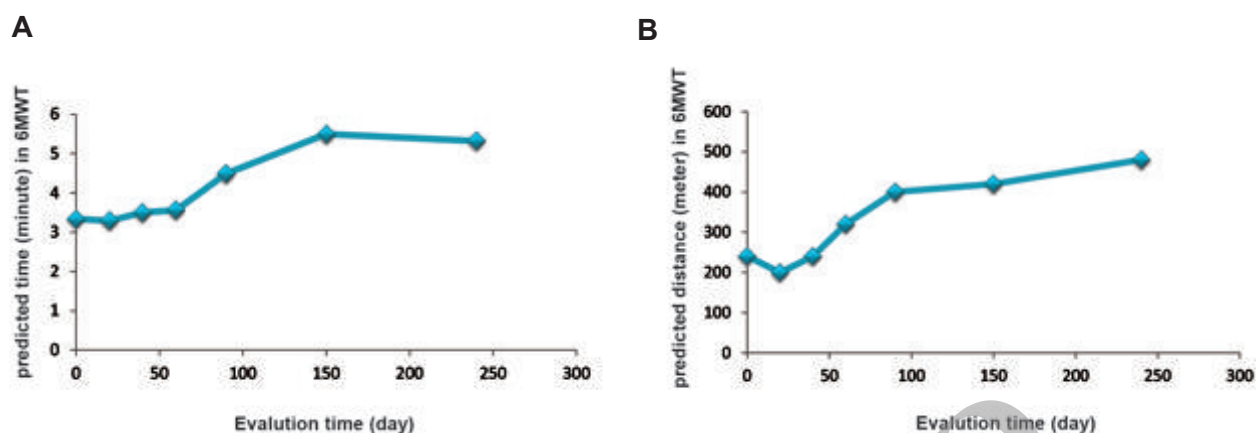 A
predicted time (minute) in 6MWT
6
5
4
3
2
1
0
0 50 100 150 200 250 300
Evalution time (day)
B
predicted distance (meter) in 6MWT
600
500
400
300
200
100
0
0 50 100 150 200 250 300
Evalution time (day)